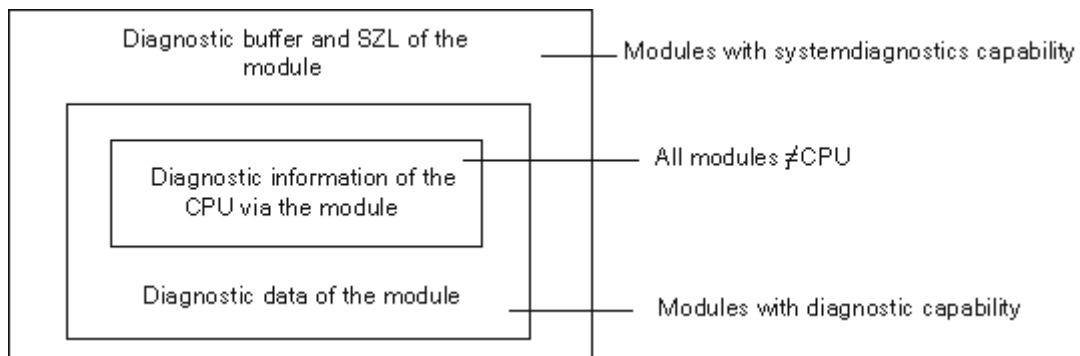 Diagnostic buffer and SZL of the
module
Modules with systemdiagnostics capability
All modules ≠CPU
Diagnostic information of the
CPU via the module
Diagnostic data of the module
Modules with diagnostic capability